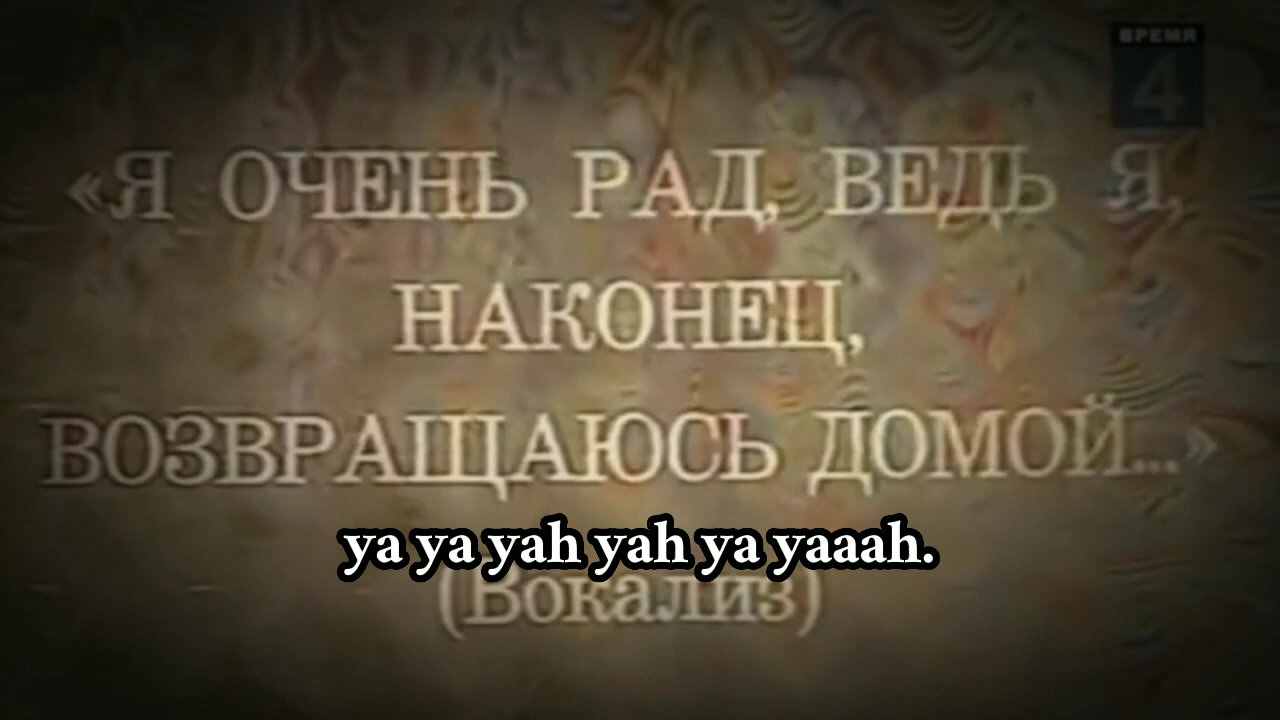 ВРЕМЯ
4
«Я ОЧЕНЬ РАД, ВЕДЬ Я,
НАКОНЕЦ,
ВОЗВРАЩАЮСЬ ДОМОЙ...»
ya ya yah yah ya yaaah.
(Вокализ)